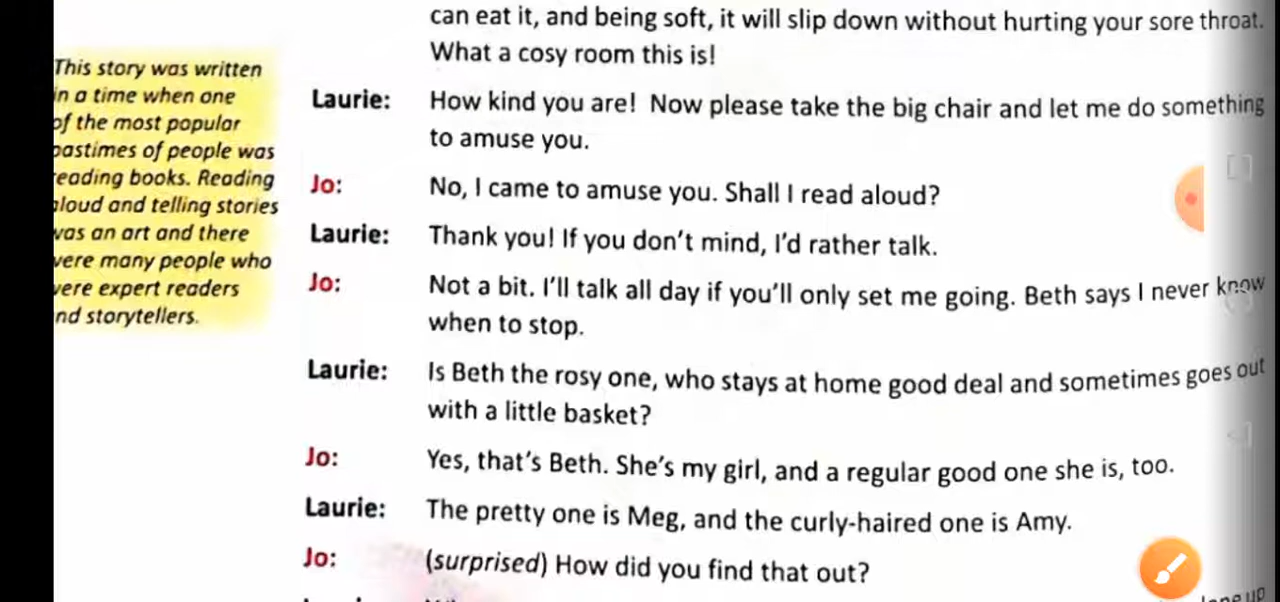 can eat it, and being soft, it will slip down without hurting your sore throat.
What a cosy room this is!
This story was written
in a time when one
of the most popular
pastimes of people was
reading books. Reading
aloud and telling stories
was an art and there
were many people who
were expert readers
and storytellers.
Laurie: How kind you are! Now please take the big chair and let me do something
to amuse you.
Jo: No, I came to amuse you. Shall I read aloud?
Laurie: Thank you! If you don't mind, I'd rather talk.
Jo: Not a bit. I'll talk all day if you'll only set me going. Beth says I never know
when to stop.
Laurie: Is Beth the rosy one, who stays at home good deal and sometimes goes out
with a little basket?
Jo: Yes, that's Beth. She's my girl, and a regular good one she is, too.
Laurie: The pretty one is Meg, and the curly-haired one is Amy.
Jo: (surprised) How did you find that out?